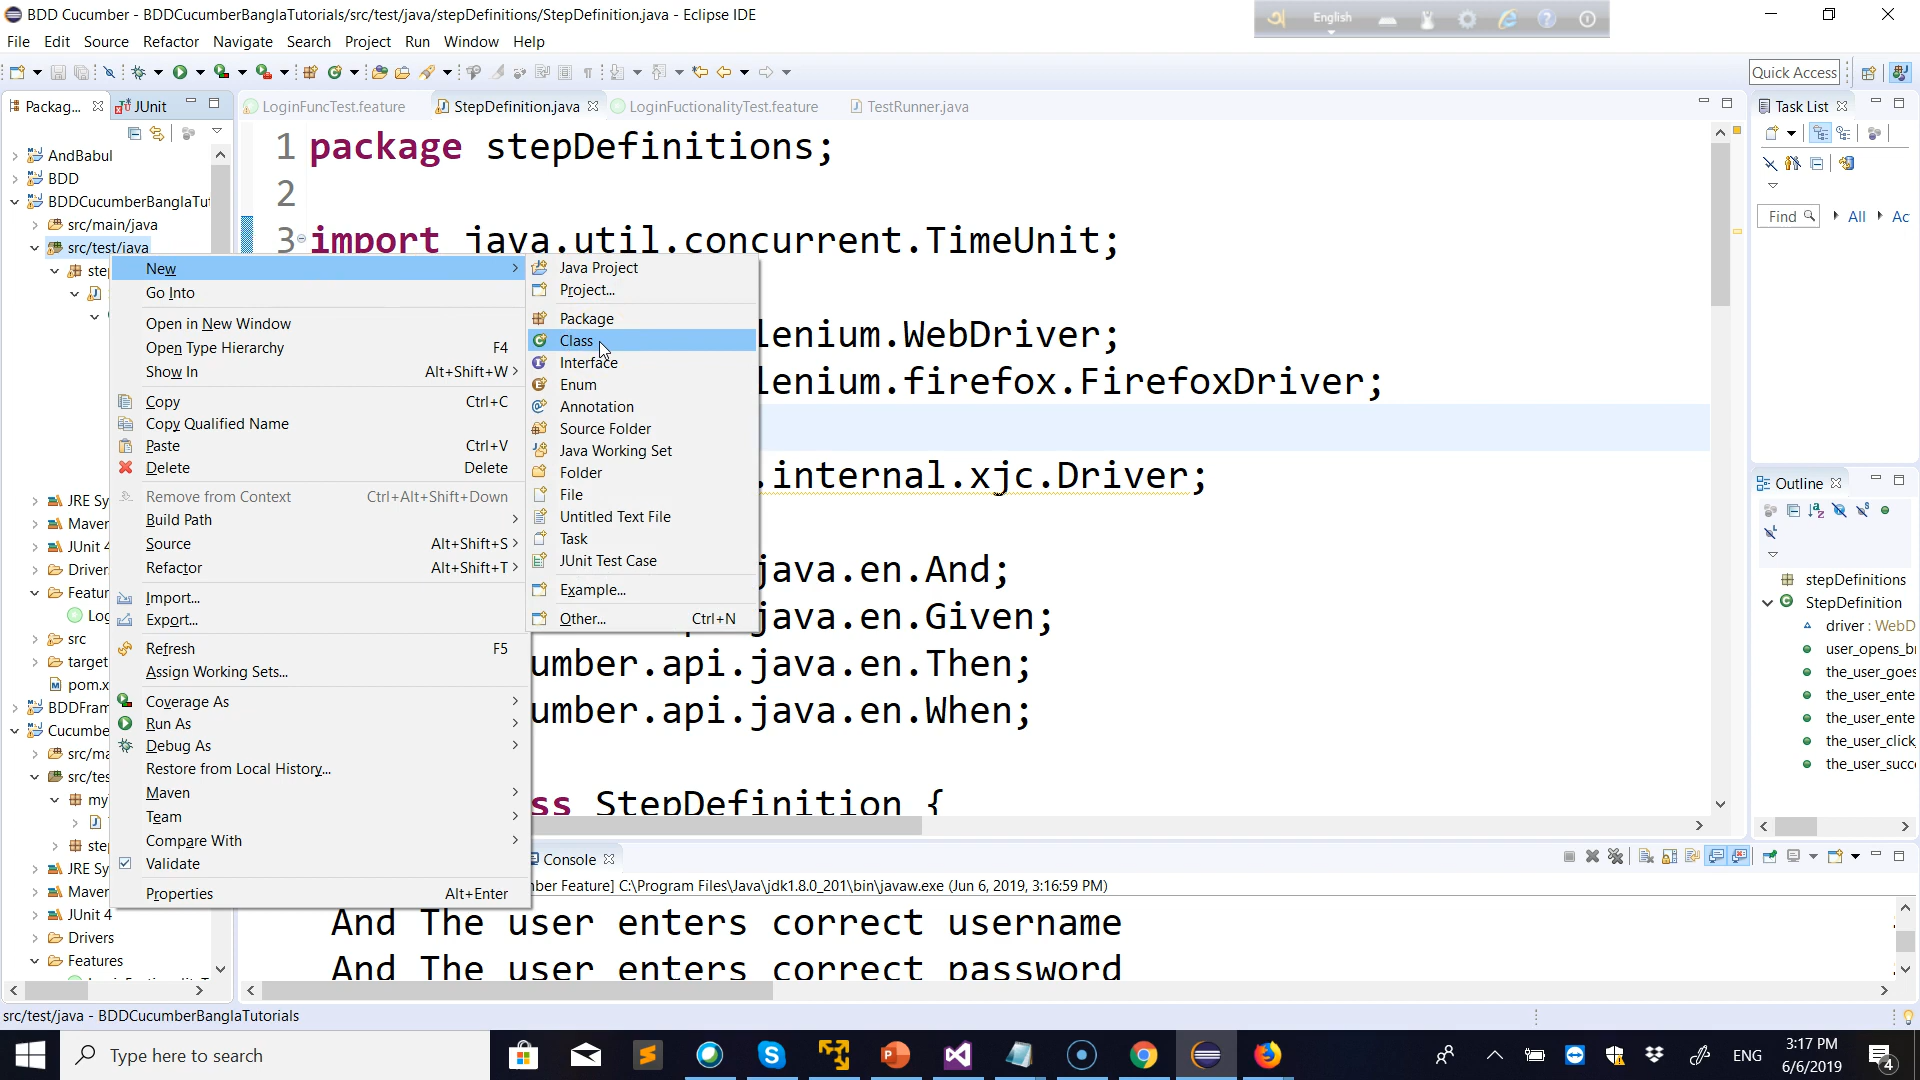 BDD Cucumber - BDDCucumberBanglaTutorials/src/test/java/stepDefinitions/StepDefinition.java - Eclipse IDE
English
File Edit Source Refactor Navigate Search Project Run Window Help
Quick Access
Packag... JUnit
LoginFuncTest.feature StepDefinition.java LoginFuctionalityTest.feature TestRunner.java
Task List
AndBabul
BDD
BDDCucumberBanglaTut
src/main/java
src/test/java
step
JRE Sy
Maven
JUnit 4
Drivers
Featur
Log
src
target
pom.x
BDDFram
Cucumbe
src/ma
src/tes
my
ste
JRE Sy
Maven
JUnit 4
Drivers
Features
New
Go Into
Open in New Window
Open Type Hierarchy F4
Show In Alt+Shift+W
Copy Ctrl+C
Copy Qualified Name
Paste Ctrl+V
Delete Delete
Remove from Context Ctrl+Alt+Shift+Down
Build Path
Source Alt+Shift+S
Refactor Alt+Shift+T
Import...
Export...
Refresh F5
Assign Working Sets...
Coverage As
Run As
Debug As
Restore from Local History...
Maven
Team
Compare With
Validate
Properties Alt+Enter
Java Project
Project...
Package
Class
Interface
Enum
Annotation
Source Folder
Java Working Set
Folder
File
Untitled Text File
Task
JUnit Test Case
Example...
Other... Ctrl+N
1 package stepDefinitions;
2
3 import java.util.concurrent.TimeUnit;
lenium.WebDriver;
lenium.firefox.FirefoxDriver;
.internal.xjc.Driver;
java.en.And;
java.en.Given;
umber.api.java.en.Then;
umber.api.java.en.When;
ss StepDefinition {
Find All Ac
Outline
stepDefinitions
StepDefinition
driver : WebD
user_opens_b
the_user_goes
the_user_ente
the_user_ente
the_user_click
the_user_succ
Console
ber Feature] C:\Program Files\Java\jdk1.8.0_201\bin\javaw.exe (Jun 6, 2019, 3:16:59 PM)
And The user enters correct username
And The user enters correct password
src/test/java - BDDCucumberBanglaTutorials
Type here to search
ENG
3:17 PM
6/6/2019
4